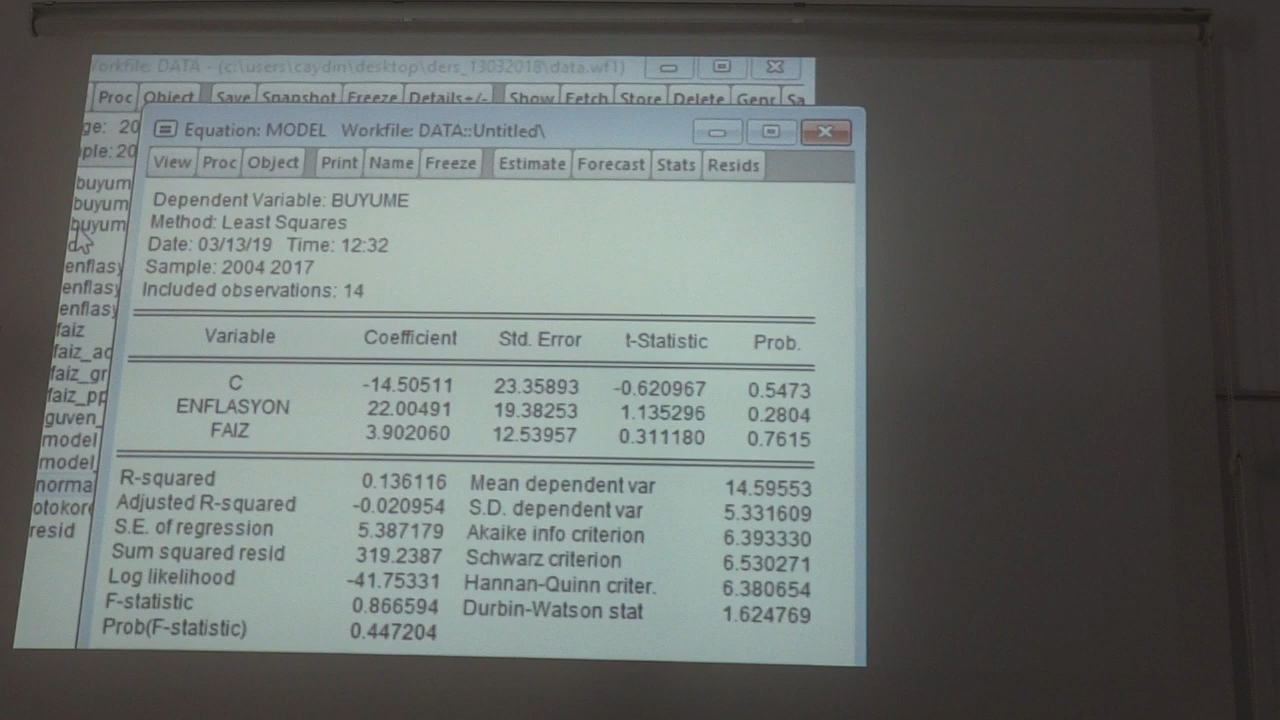 orkfile: DATA - (c:\users\caydin\desktop\ders_13032018\data.wf1)
Proc Object Save Snapshot Freeze Details+/- Show Fetch Store Delete Genr Sa
ge: 20
ple: 20
Equation: MODEL Workfile: DATA::Untitled\
View Proc Object Print Name Freeze Estimate Forecast Stats Resids
buyum
buyum
buyum
d
enflasy
enflasy
enflasy
faiz
faiz_ac
faiz_gr
faiz_pp
guven_
model
model_
norma
otokore
resid
Dependent Variable: BUYUME
Method: Least Squares
Date: 03/13/19 Time: 12:32
Sample: 2004 2017
Included observations: 14
Variable Coefficient Std. Error t-Statistic Prob.
C -14.50511 23.35893 -0.620967 0.5473
ENFLASYON 22.00491 19.38253 1.135296 0.2804
FAIZ 3.902060 12.53957 0.311180 0.7615
R-squared 0.136116 Mean dependent var 14.59553
Adjusted R-squared -0.020954 S.D. dependent var 5.331609
S.E. of regression 5.387179 Akaike info criterion 6.393330
Sum squared resid 319.2387 Schwarz criterion 6.530271
Log likelihood -41.75331 Hannan-Quinn criter. 6.380654
F-statistic 0.866594 Durbin-Watson stat 1.624769
Prob(F-statistic) 0.447204